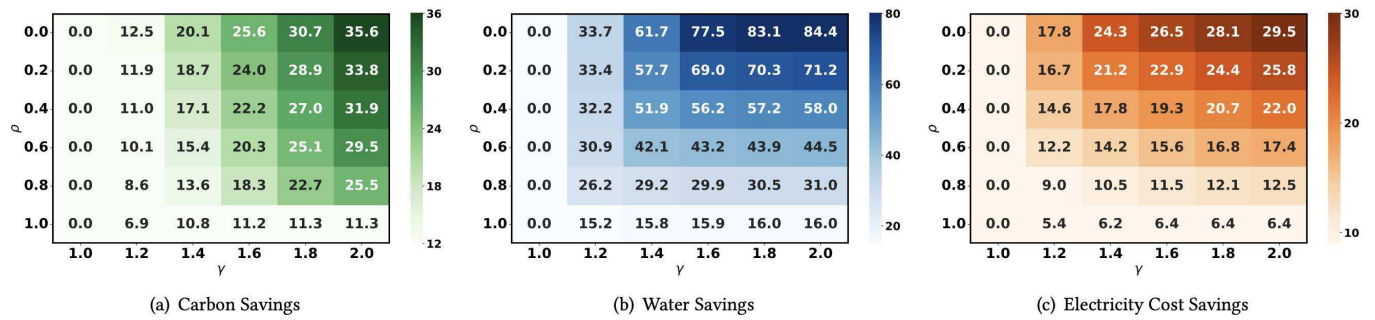 0.0 0.0 12.5 20.1 25.6 30.7 35.6
0.2 0.0 11.9 18.7 24.0 28.9 33.8
0.4 0.0 11.0 17.1 22.2 27.0 31.9
0.6 0.0 10.1 15.4 20.3 25.1 29.5
0.8 0.0 8.6 13.6 18.3 22.7 25.5
1.0 0.0 6.9 10.8 11.2 11.3 11.3
1.0 1.2 1.4 1.6 1.8 2.0
ρ
γ
36
30
24
18
12
(a) Carbon Savings
0.0 0.0 33.7 61.7 77.5 83.1 84.4
0.2 0.0 33.4 57.7 69.0 70.3 71.2
0.4 0.0 32.2 51.9 56.2 57.2 58.0
0.6 0.0 30.9 42.1 43.2 43.9 44.5
0.8 0.0 26.2 29.2 29.9 30.5 31.0
1.0 0.0 15.2 15.8 15.9 16.0 16.0
1.0 1.2 1.4 1.6 1.8 2.0
ρ
γ
80
60
40
20
(b) Water Savings
0.0 0.0 17.8 24.3 26.5 28.1 29.5
0.2 0.0 16.7 21.2 22.9 24.4 25.8
0.4 0.0 14.6 17.8 19.3 20.7 22.0
0.6 0.0 12.2 14.2 15.6 16.8 17.4
0.8 0.0 9.0 10.5 11.5 12.1 12.5
1.0 0.0 5.4 6.2 6.4 6.4 6.4
1.0 1.2 1.4 1.6 1.8 2.0
ρ
γ
30
20
10
(c) Electricity Cost Savings